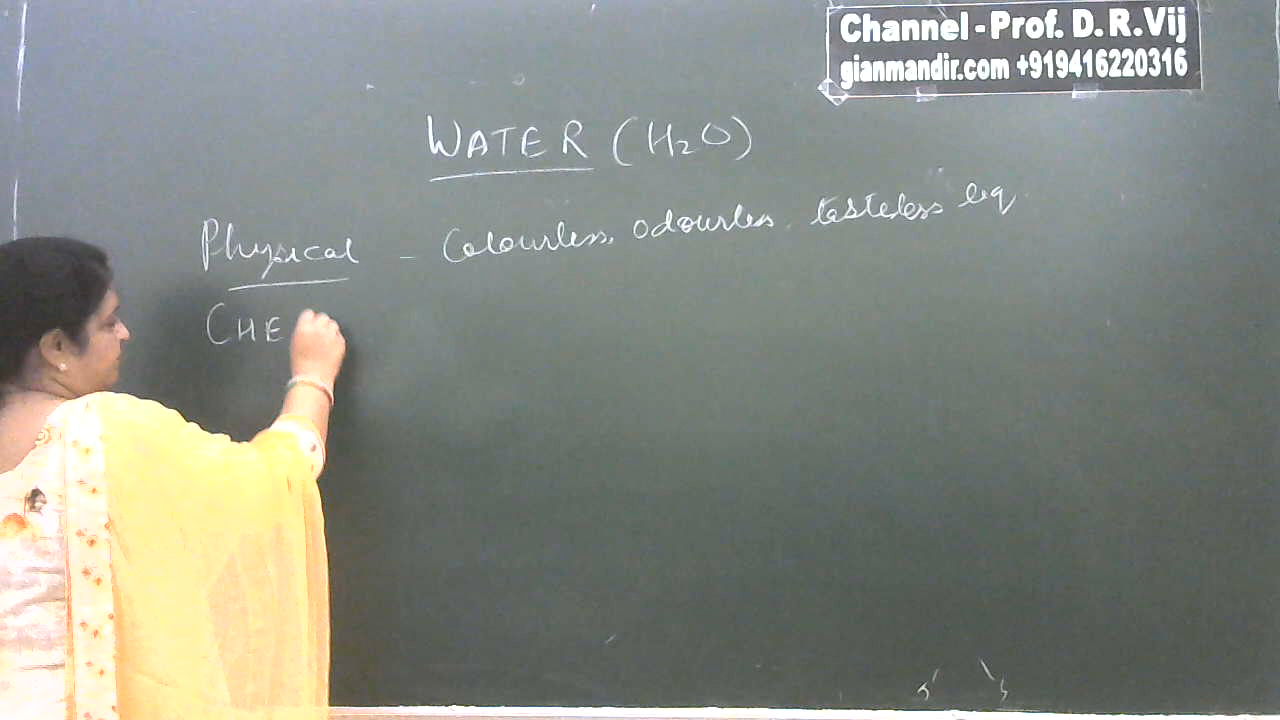 Channel - Prof. D. R. Vij
gianmandir.com +919416220316
WATER (H₂O)
Physical - Colourless, odourless, tasteless liq.
CHE